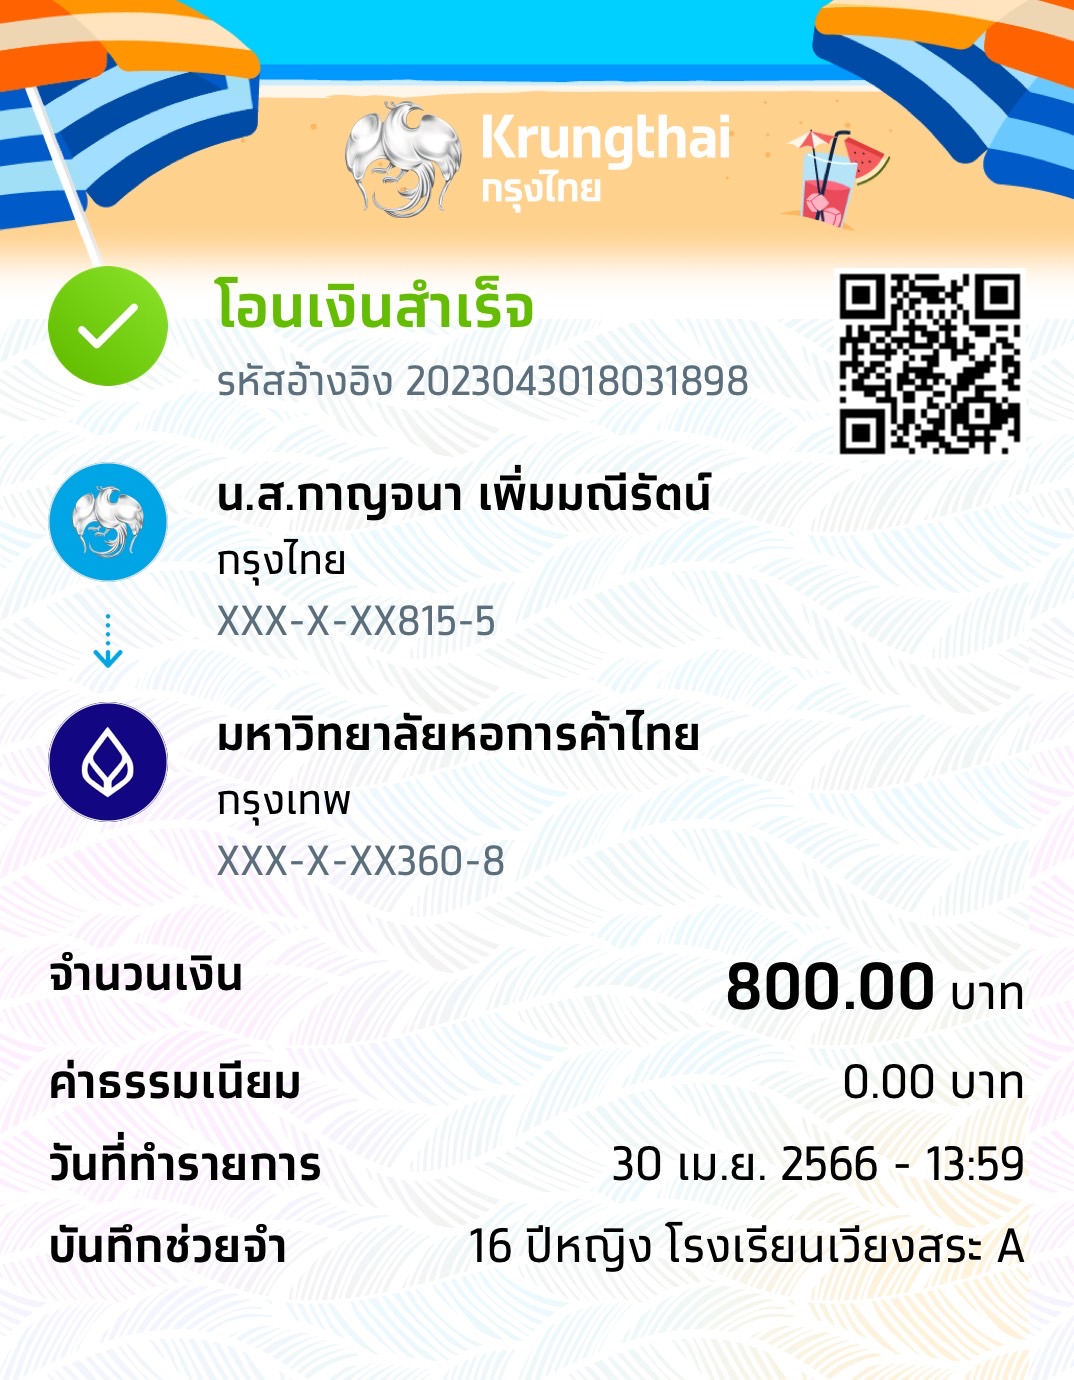 Krungthai
กรุงไทย
โอนเงินสำเร็จ
รหัสอ้างอิง 2023043018031898
น.ส.กาญจนา เพิ่มมณีรัตน์
กรุงไทย
XXX-X-XX815-5
มหาวิทยาลัยหอการค้าไทย
กรุงเทพ
XXX-X-XX360-8
จำนวนเงิน 800.00 บาท
ค่าธรรมเนียม 0.00 บาท
วันที่ทำรายการ 30 เม.ย. 2566 - 13:59
บันทึกช่วยจำ 16 ปีหญิง โรงเรียนเวียงสระ A